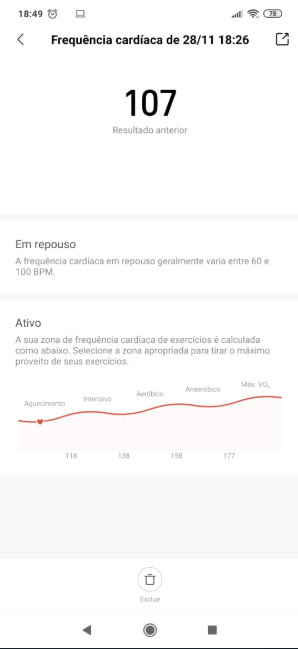 18:49
78
Frequência cardíaca de 28/11 18:26
107
Resultado anterior
Em repouso
A frequência cardíaca em repouso geralmente varia entre 60 e
100 BPM.
Ativo
A sua zona de frequência cardíaca de exercícios é calculada
como abaixo. Selecione a zona apropriada para tirar o máximo
proveito de seus exercícios.
Aquecimento Intensivo Aeróbico Anaeróbico Máx. VO₂
118 138 158 177
Excluir